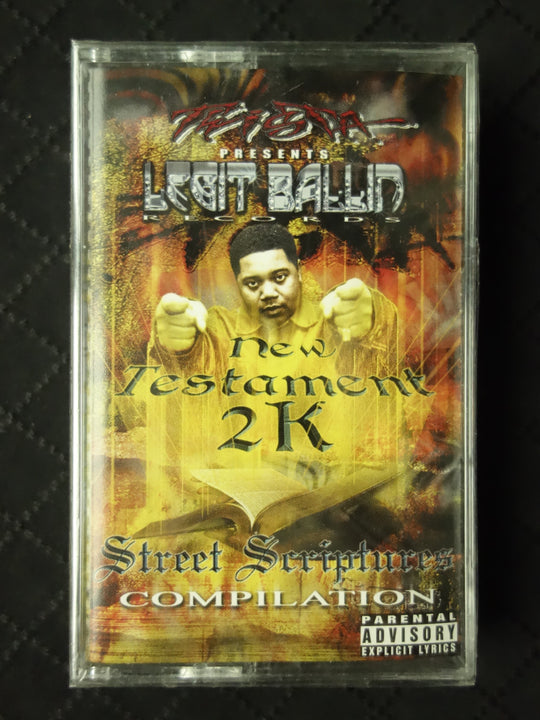 PRESENTS
LEGIT BALLIN
RECORDS
New
Testament
2K
Street Scriptures
COMPILATION
PARENTAL
ADVISORY
EXPLICIT LYRICS